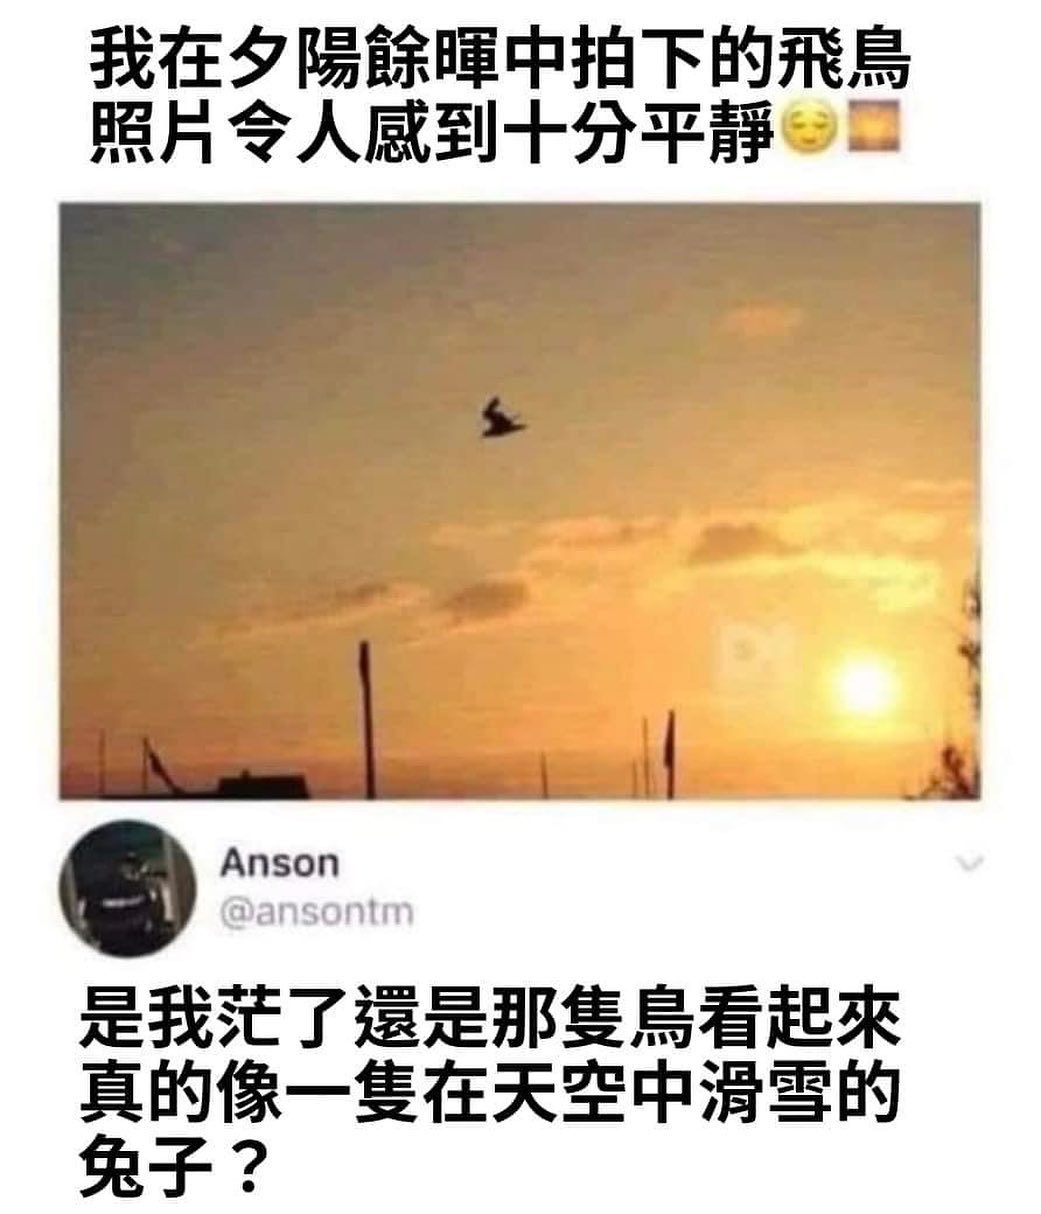 我在夕陽餘暉中拍下的飛鳥
照片令人感到十分平靜😌🌅
Anson
@ansontm
是我茫了還是那隻鳥看起來
真的像一隻在天空中滑雪的
兔子？